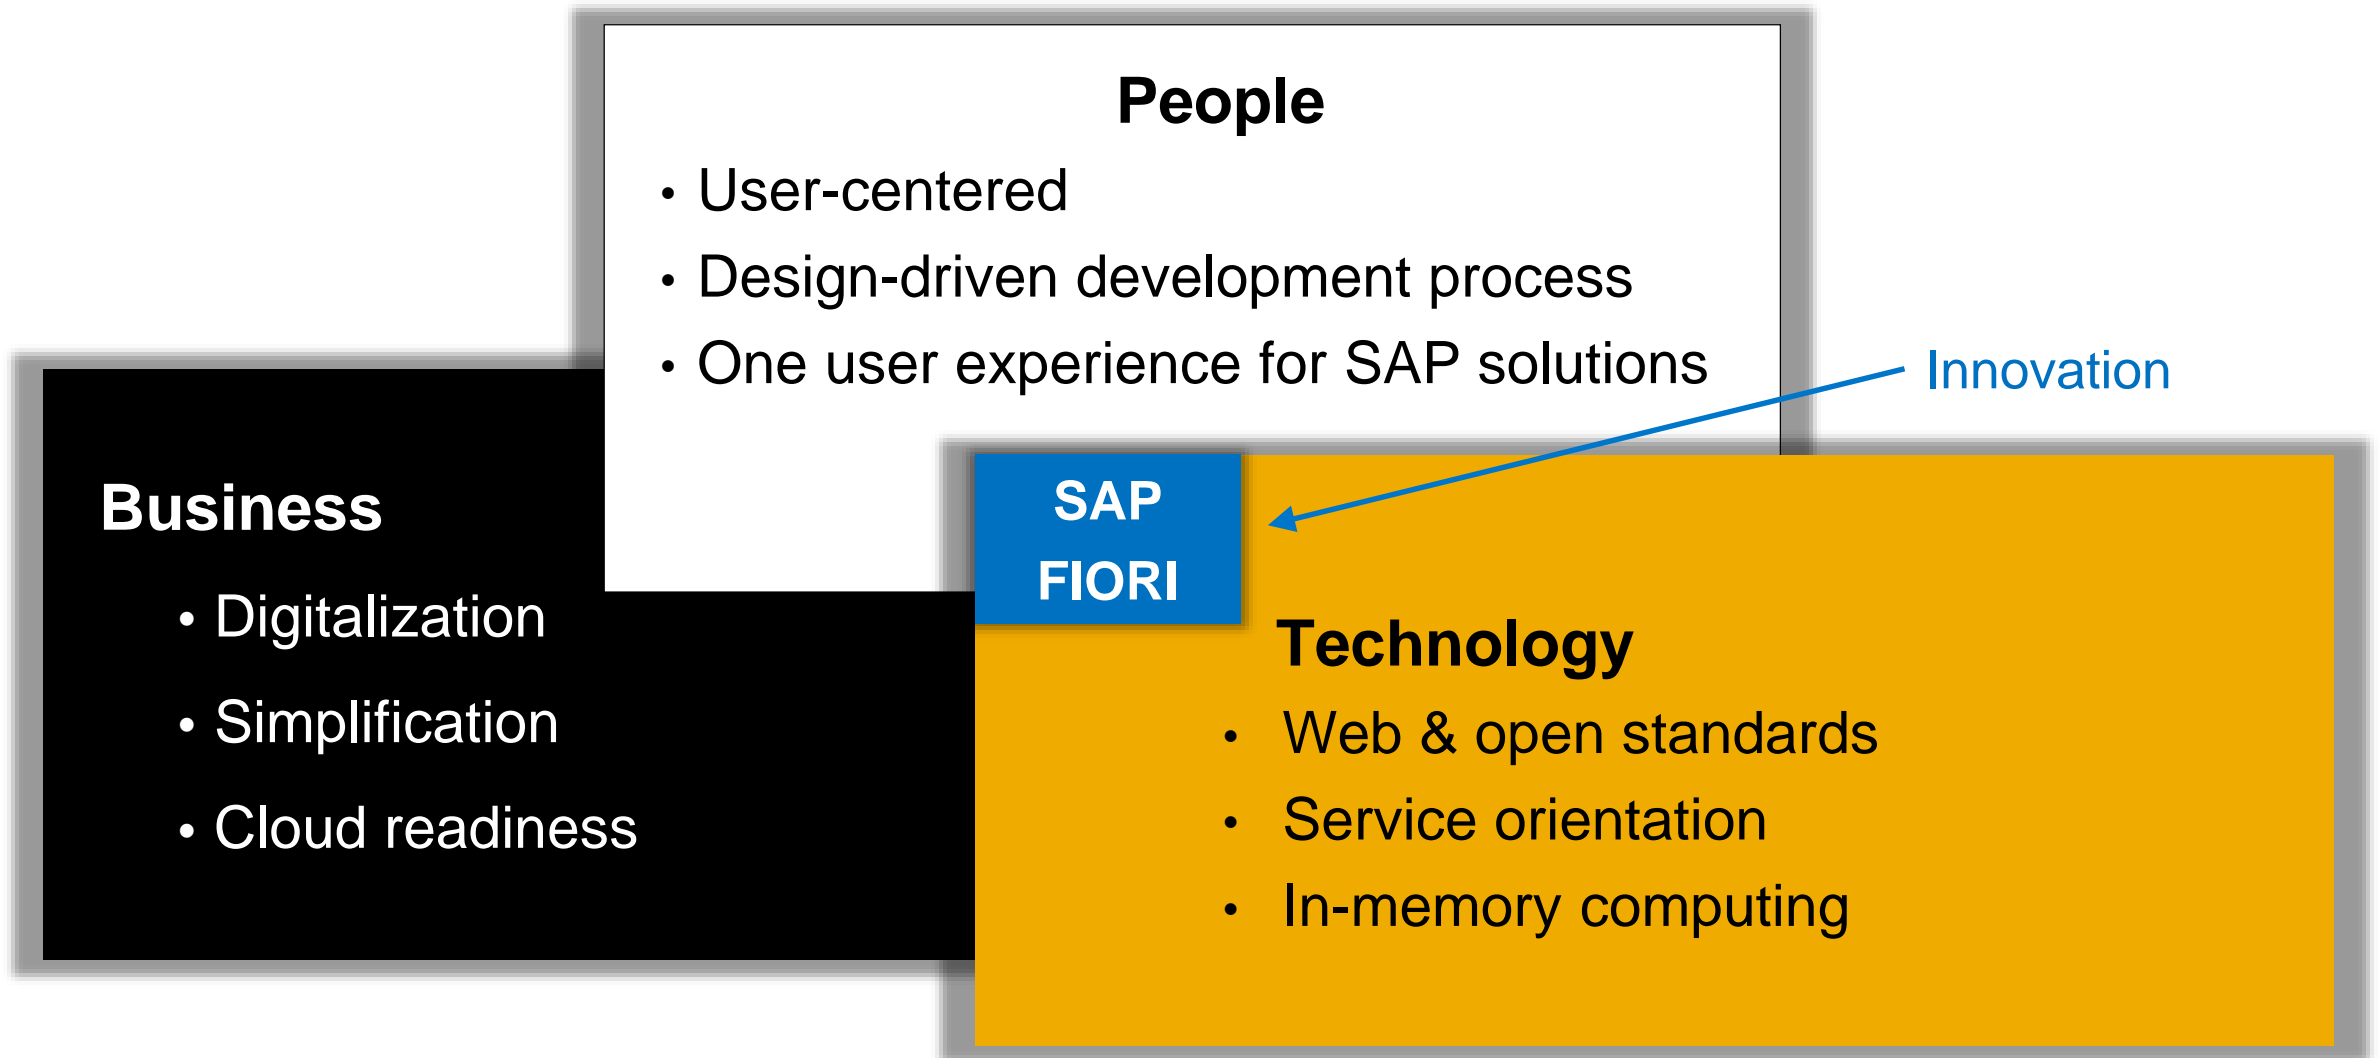 People
• User-centered
• Design-driven development process
• One user experience for SAP solutions
Innovation
Business
• Digitalization
• Simplification
• Cloud readiness
SAP
FIORI
Technology
• Web & open standards
• Service orientation
• In-memory computing